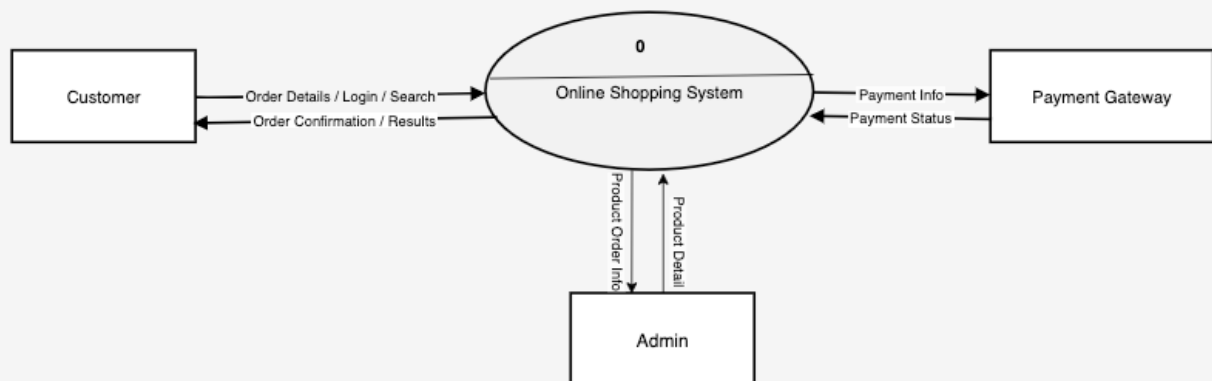 0
Customer
Order Details / Login / Search
Online Shopping System
Payment Info
Payment Gateway
Order Confirmation / Results
Payment Status
Product Order Info
Product Detail
Admin